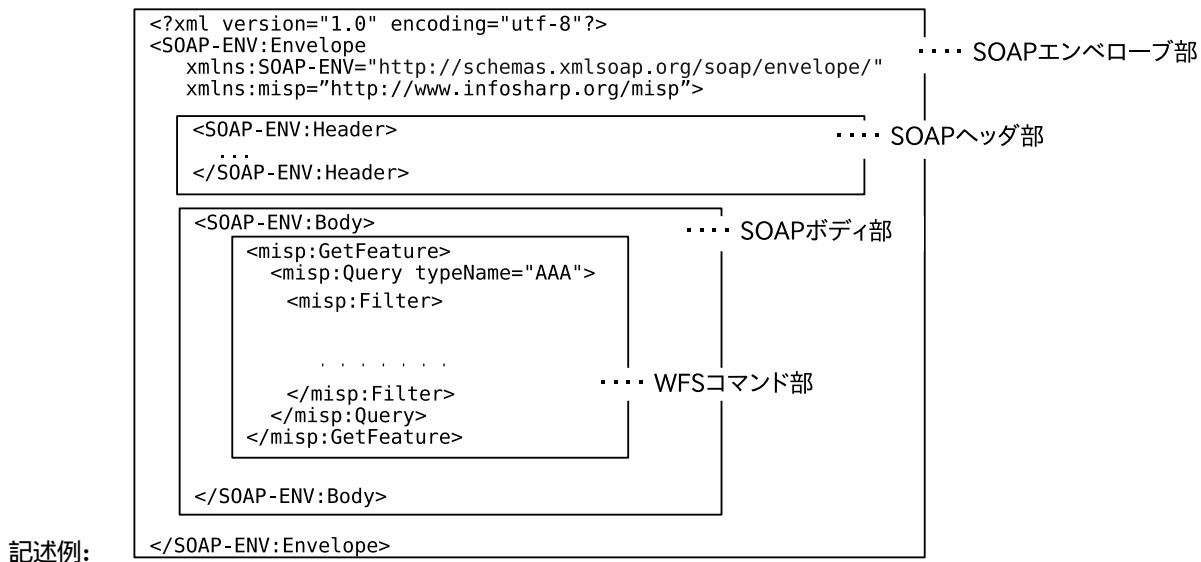 <?xml version="1.0" encoding="utf-8"?>
<SOAP-ENV:Envelope
xmlns:SOAP-ENV="http://schemas.xmlsoap.org/soap/envelope/"
xmlns:misp=”http://www.infosharp.org/misp”>
････ SOAPエンベローブ部
<SOAP-ENV:Header>
...
</SOAP-ENV:Header>
････ SOAPヘッダ部
<SOAP-ENV:Body>
････ SOAPボディ部
<misp:GetFeature>
<misp:Query typeName="AAA">
<misp:Filter>
. . . . . . .
</misp:Filter>
</misp:Query>
</misp:GetFeature>
････ WFSコマンド部
</SOAP-ENV:Body>
</SOAP-ENV:Envelope>
記述例: